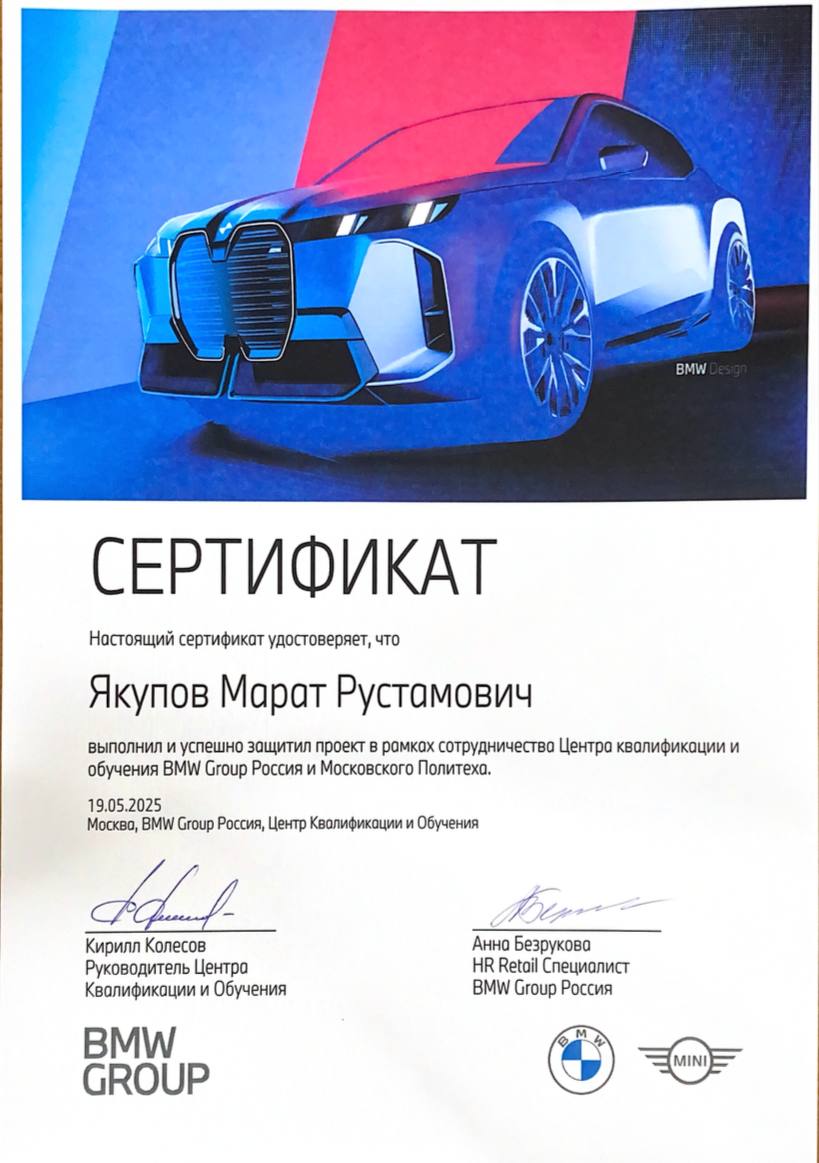 BMW Design
СЕРТИФИКАТ
Настоящий сертификат удостоверяет, что
Якупов Марат Рустамович
выполнил и успешно защитил проект в рамках сотрудничества Центра квалификации и
обучения BMW Group Россия и Московского Политеха.
19.05.2025
Москва, BMW Group Россия, Центр Квалификации и Обучения
Кирилл Колесов
Руководитель Центра
Квалификации и Обучения
Анна Безрукова
HR Retail Специалист
BMW Group Россия
BMW
GROUP
BMW
MINI